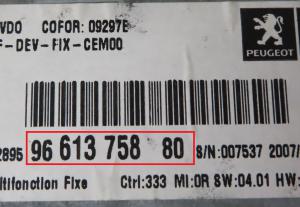 VDO COFOR: 09297E
F-DEV-FIX-CEM00
PEUGEOT
2895 96 613 758 80 S/N:007537 2007/
ltifonction Fixe Ctrl:333 MI:0R SW:04.01 HW: